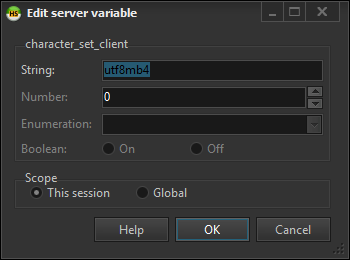 HS Edit server variable
character_set_client
String: utf8mb4
Number: 0
Enumeration:
Boolean: On Off
Scope
This session Global
Help OK Cancel